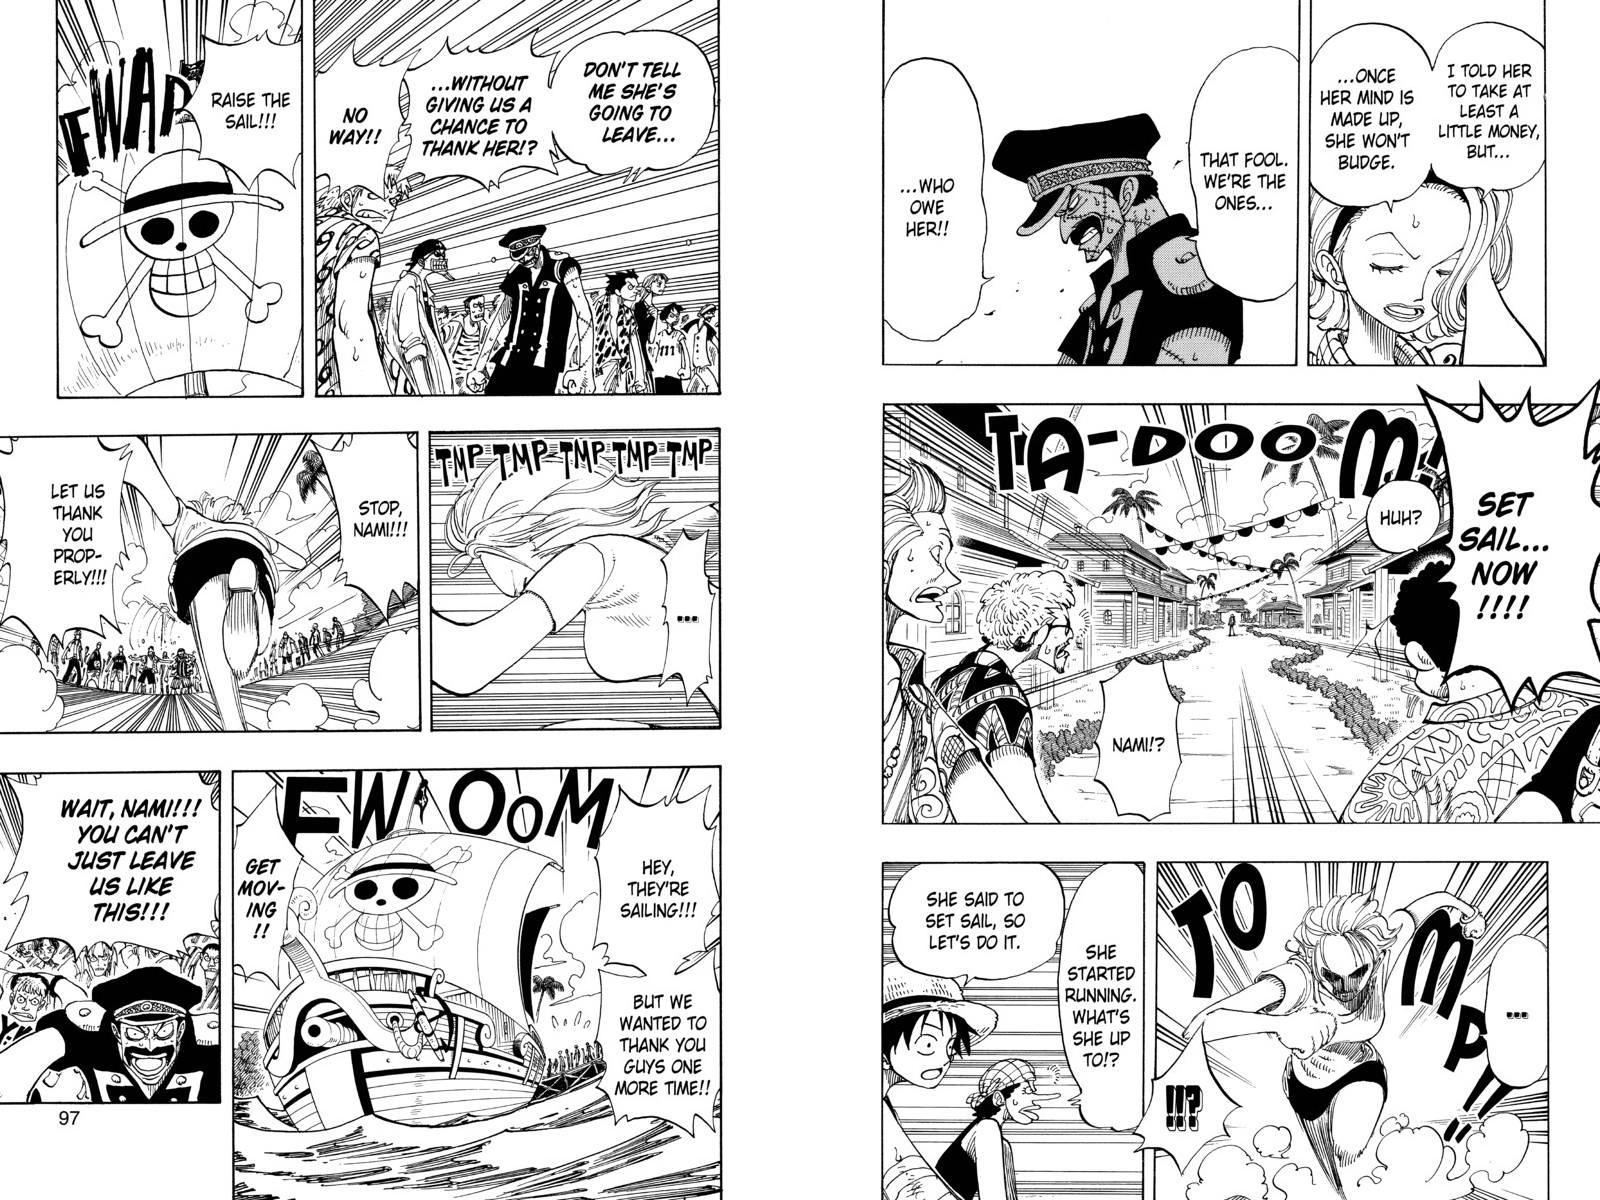 I TOLD HER
TO TAKE AT
LEAST A
LITTLE MONEY,
BUT...
...ONCE
HER MIND IS
MADE UP,
SHE WON'T
BUDGE.
THAT FOOL.
WE'RE THE
ONES...
...WHO
OWE
HER!!
SET
SAIL...
NOW
!!!!
HUH?
TA-DOOM!!
NAMI!?
...
TOMP!!
!!!?
SHE
STARTED
RUNNING.
WHAT'S
SHE UP
TO!?
SHE SAID TO
SET SAIL, SO
LET'S DO IT.
DON'T TELL
ME SHE'S
GOING TO
LEAVE...
...WITHOUT
GIVING US A
CHANCE TO
THANK HER!?
NO
WAY!!
RAISE THE
SAIL!!!
FWAP
TMP TMP TMP TMP TMP
...
STOP,
NAMI!!!
LET US
THANK
YOU
PROP-
ERLY!!!
HEY,
THEY'RE
SAILING!!!
BUT WE
WANTED TO
THANK YOU
GUYS ONE
MORE TIME!!
FWOOM
GET
MOV-
ING
!!
WAIT, NAMI!!!
YOU CAN'T
JUST LEAVE
US LIKE
THIS!!!
97